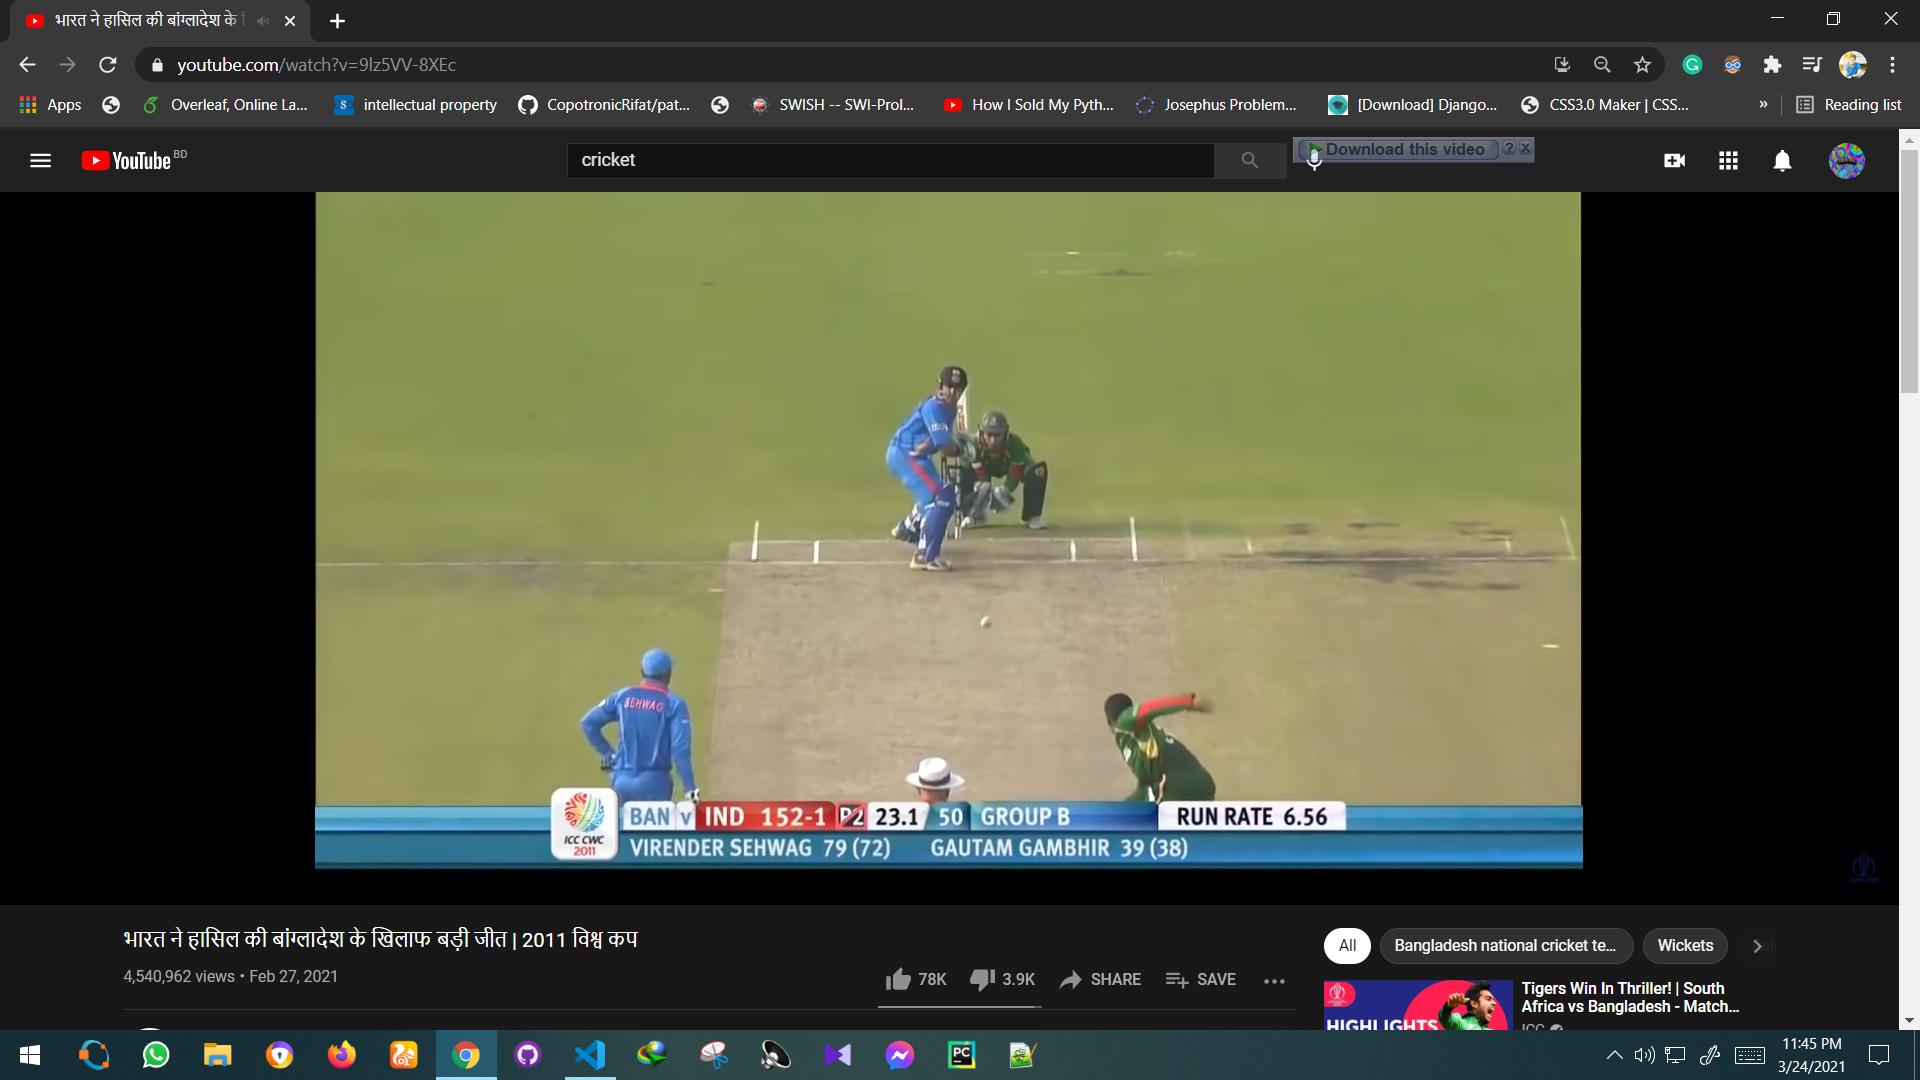 भारत ने हासिल की बांग्लादेश के
youtube.com/watch?v=9lz5VV-8XEc
Apps
Overleaf, Online La...
intellectual property
CopotronicRifat/pat...
SWISH -- SWI-Prol...
How I Sold My Pyth...
Josephus Problem...
[Download] Django...
CSS3.0 Maker | CSS...
»
Reading list
YouTube BD
cricket
Download this video ?
SEHWAG
BAN v IND 152-1 P2 23.1 50 GROUP B RUN RATE 6.56
ICC CWC
2011
VIRENDER SEHWAG 79 (72) GAUTAM GAMBHIR 39 (38)
भारत ने हासिल की बांग्लादेश के खिलाफ बड़ी जीत | 2011 विश्व कप
4,540,962 views • Feb 27, 2021
78K
3.9K
SHARE
SAVE
All
Bangladesh national cricket te...
Wickets
Tigers Win In Thriller! | South
Africa vs Bangladesh - Match...
HIGHLIGHTS
ICC
PC
11:45 PM
3/24/2021